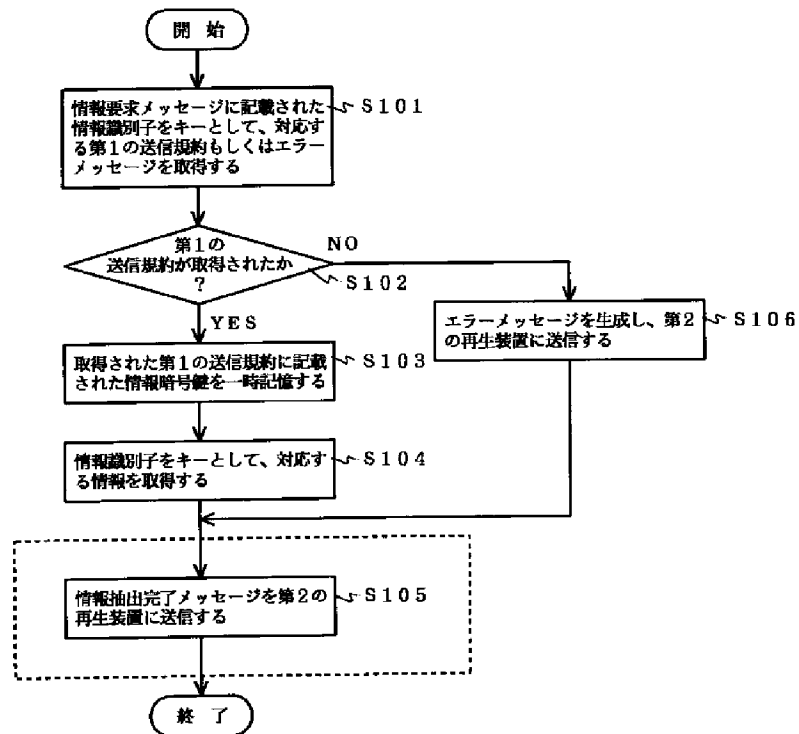 開 始
情報要求メッセージに記載された
情報識別子をキーとして、対応す
る第1の送信規約もしくはエラー
メッセージを取得する
S101
第1の
送信規約が取得されたか
?
NO
S102
YES
エラーメッセージを生成し、第2
の再生装置に送信する
S106
取得された第1の送信規約に記載
された情報暗号鍵を一時記憶する
S103
情報識別子をキーとして、対応す
る情報を取得する
S104
情報抽出完了メッセージを第2の
再生装置に送信する
S105
終 了